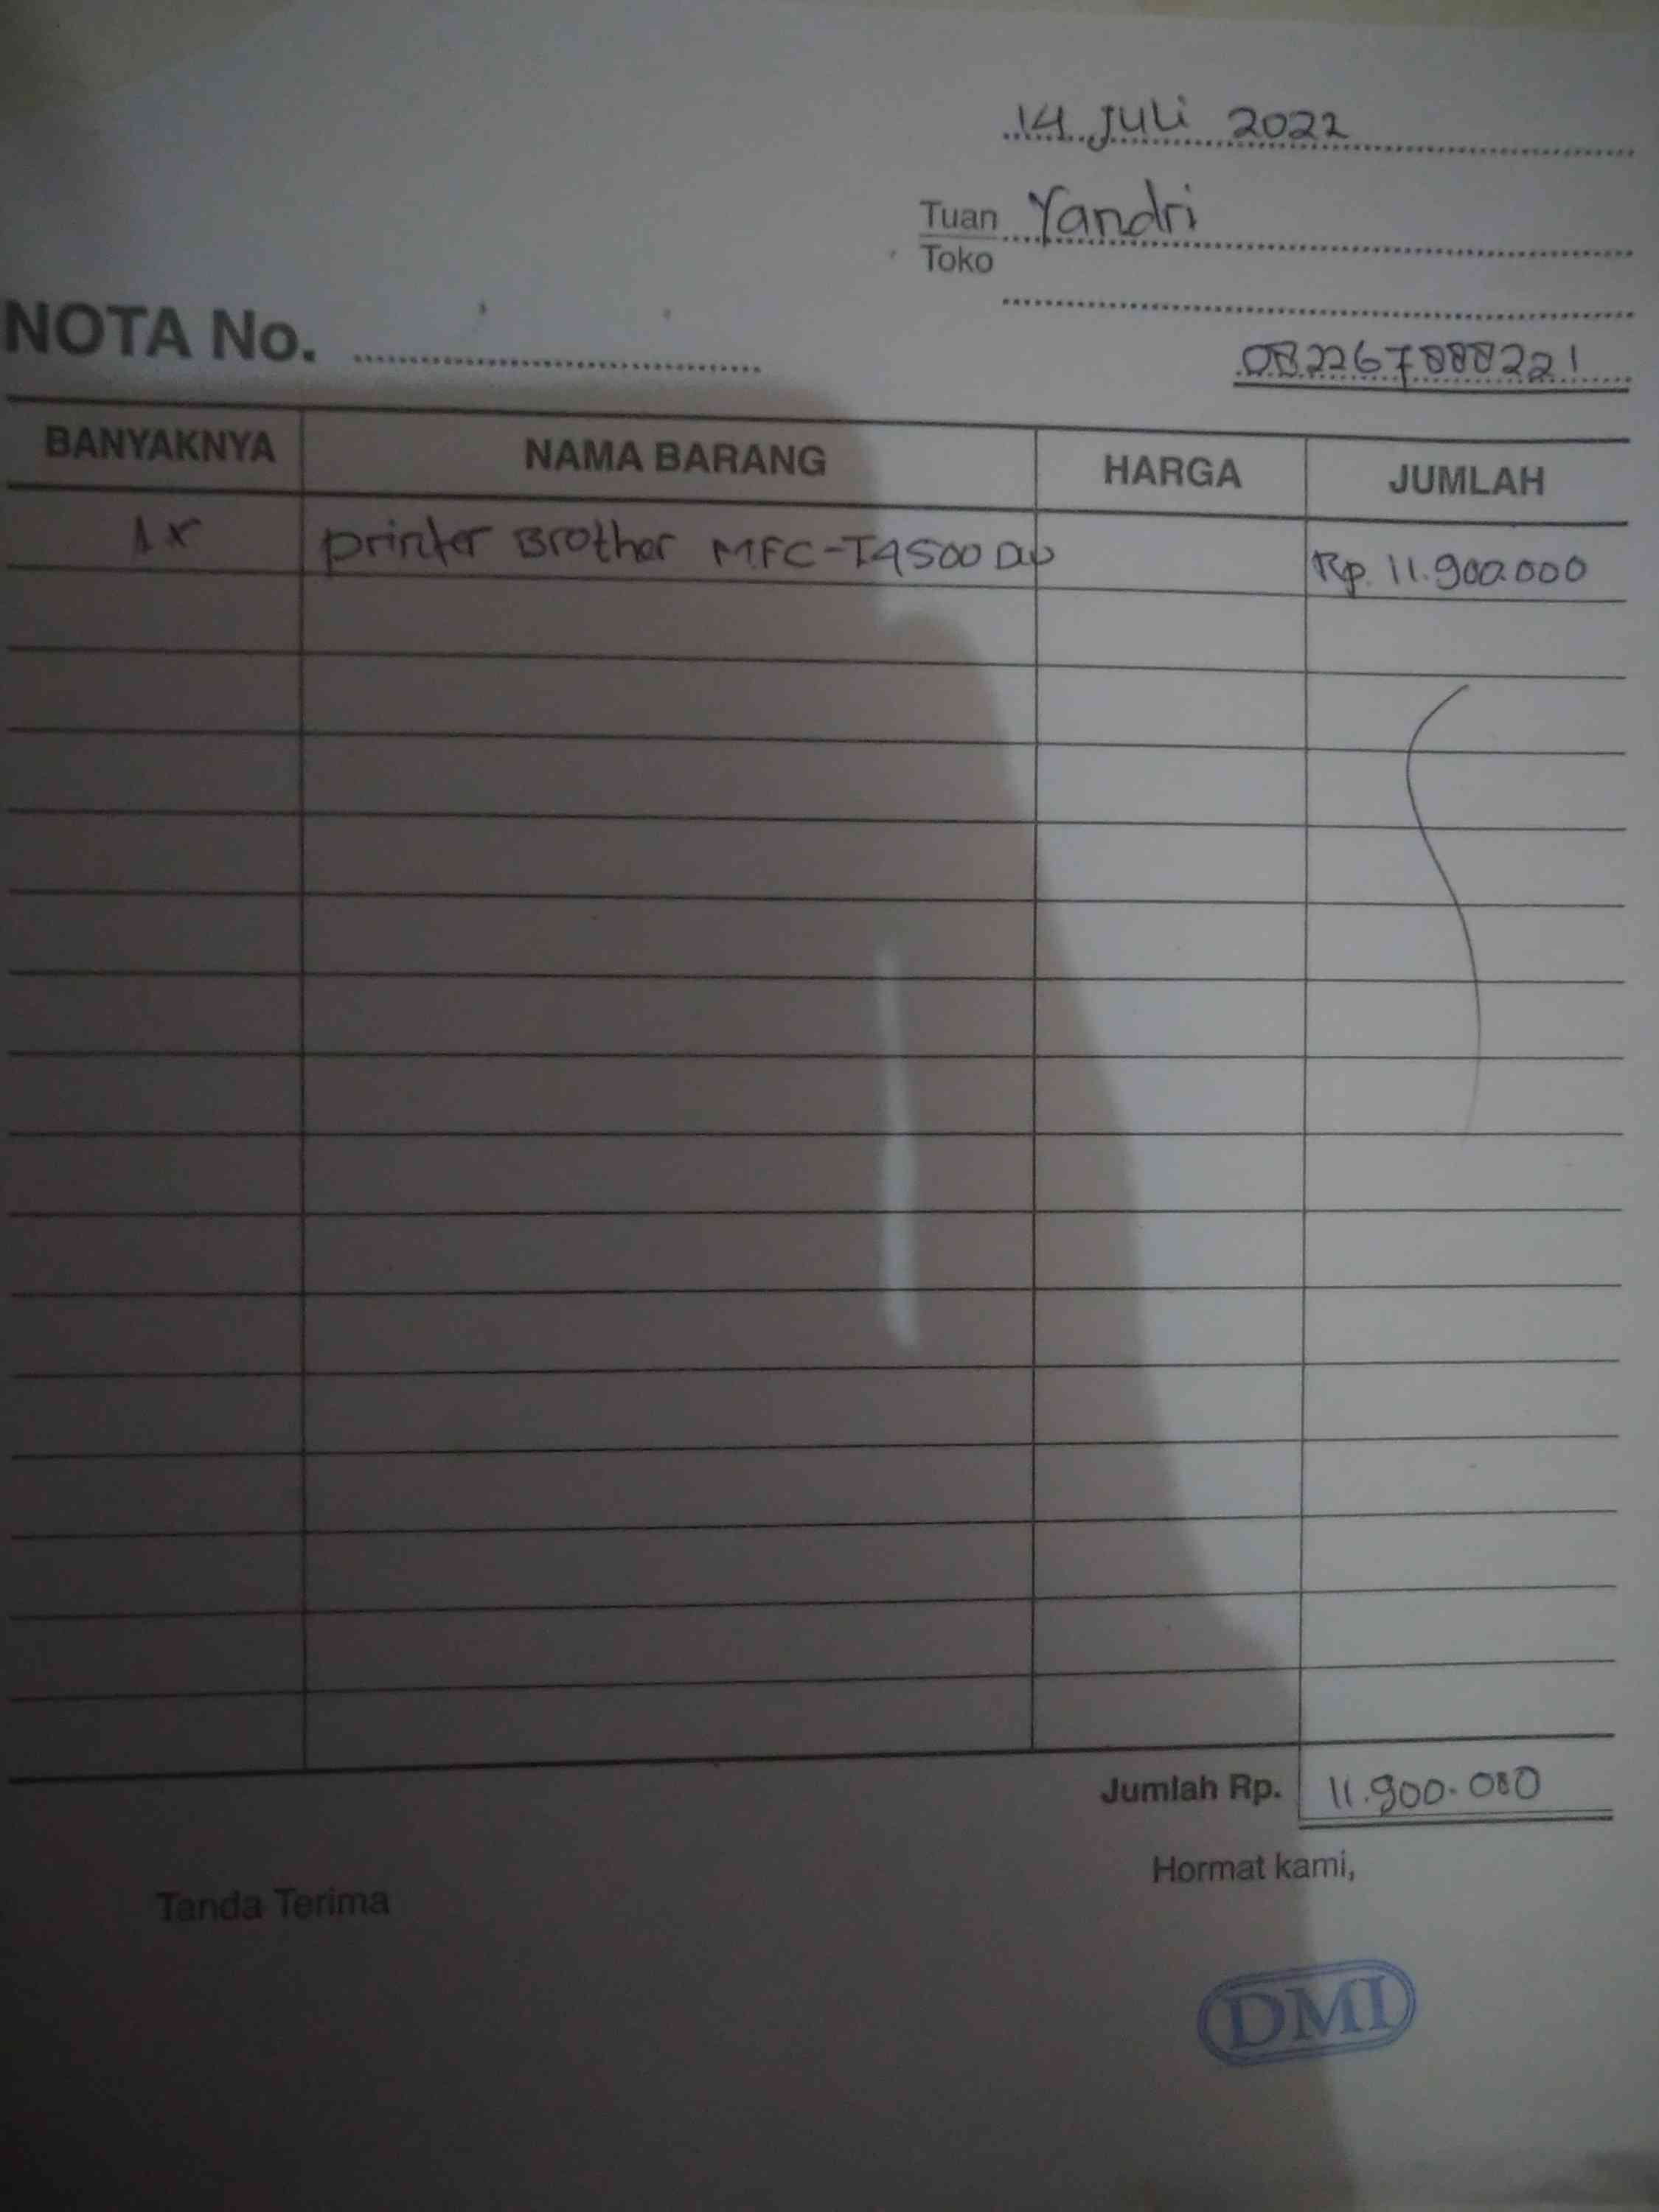 14 Juli 2022
Tuan Yandri
Toko
NOTA No.
082267888221
BANYAKNYA NAMA BARANG HARGA JUMLAH
1x printer Brother MFC-T4500 DW Rp. 11.900.000
Jumlah Rp. 11.900.000
Hormat kami,
Tanda Terima
DMI